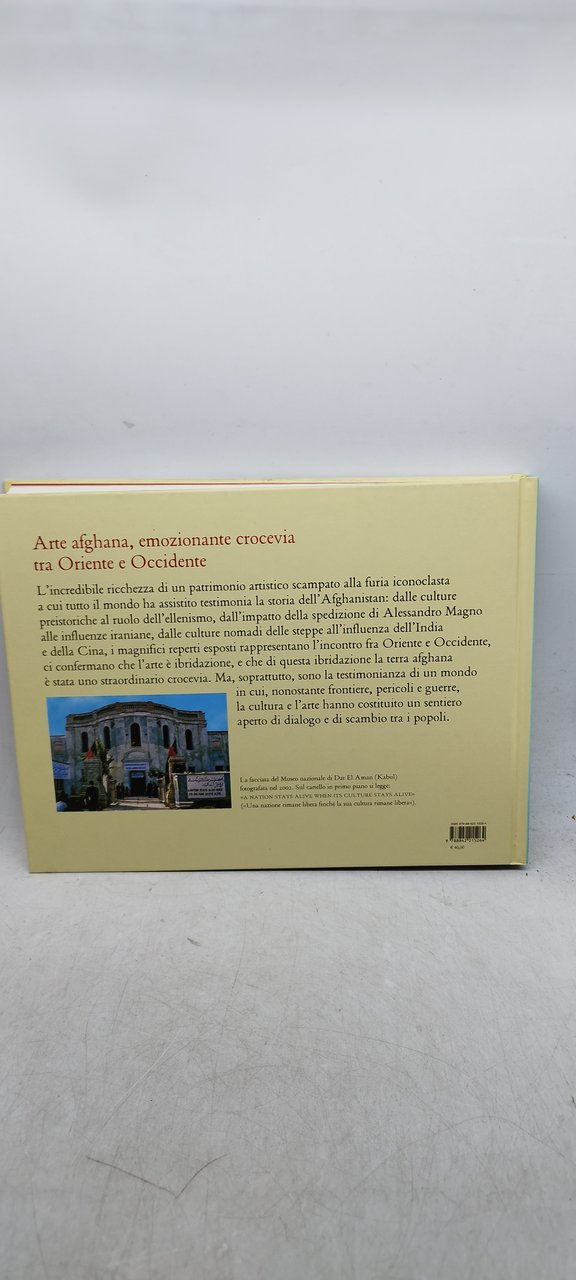 Arte afghana, emozionante crocevia
tra Oriente e Occidente
L'incredibile ricchezza di un patrimonio artistico scampato alla furia iconoclasta
a cui tutto il mondo ha assistito testimonia la storia dell'Afghanistan: dalle culture
preistoriche al ruolo dell'ellenismo, dall'impatto della spedizione di Alessandro Magno
alle influenze iraniane, dalle culture nomadi delle steppe all'influenza dell'India
e della Cina, i magnifici reperti esposti rappresentano l'incontro fra Oriente e Occidente,
ci confermano che l'arte è ibridazione, e che di questa ibridazione la terra afghana
è stata uno straordinario crocevia. Ma, soprattutto, sono la testimonianza di un mondo
in cui, nonostante frontiere, pericoli e guerre,
la cultura e l'arte hanno costituito un sentiero
aperto di dialogo e di scambio tra i popoli.
La facciata del Museo nazionale di Dar El Aman (Kabul)
fotografata nel 2002. Sul cartello in primo piano si legge:
«A NATION STAYS ALIVE WHEN ITS CULTURE STAYS ALIVE»
(«Una nazione rimane libera finché la sua cultura rimane libera»).
9 788842 215264
€ 40,00